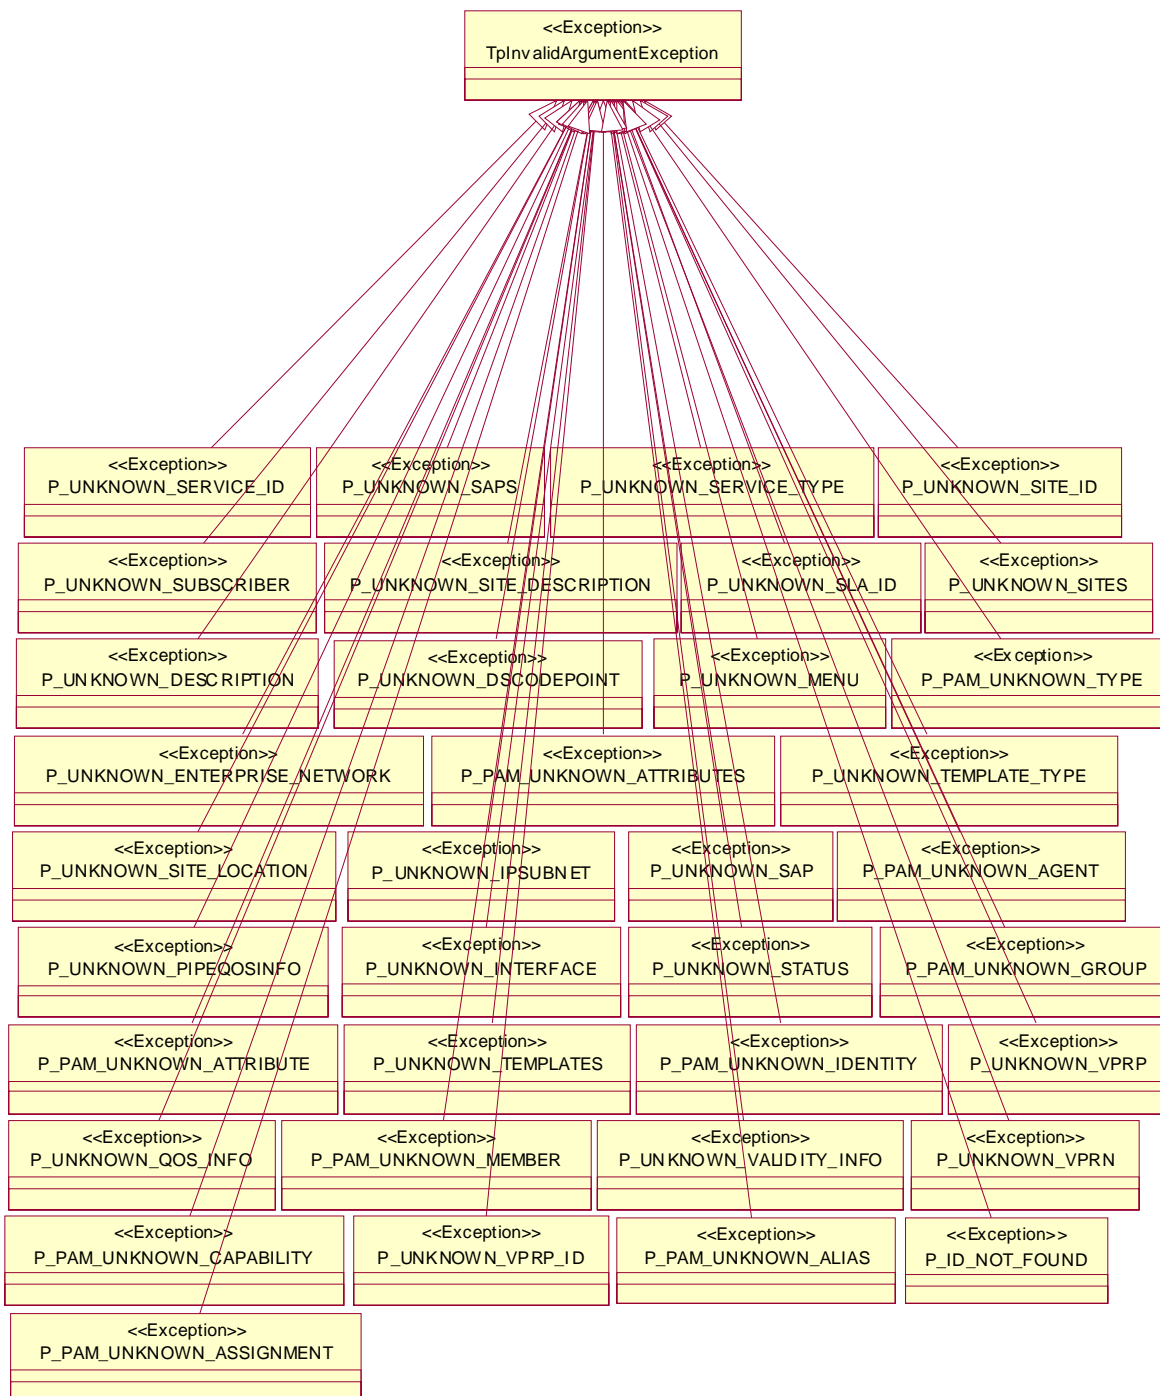 <<Exception>>
TpInvalidArgumentException
<<Exception>>
P_UNKNOWN_SERVICE_ID
<<Exception>>
P_UNKNOWN_SAPS
<<Exception>>
P_UNKNOWN_SERVICE_TYPE
<<Exception>>
P_UNKNOWN_SITE_ID
<<Exception>>
P_UNKNOWN_SUBSCRIBER
<<Exception>>
P_UNKNOWN_SITE_DESCRIPTION
<<Exception>>
P_UNKNOWN_SLA_ID
<<Exception>>
P_UNKNOWN_SITES
<<Exception>>
P_UNKNOWN_DESCRIPTION
<<Exception>>
P_UNKNOWN_DSCODEPOINT
<<Exception>>
P_UNKNOWN_MENU
<<Exception>>
P_PAM_UNKNOWN_TYPE
<<Exception>>
P_UNKNOWN_ENTERPRISE_NETWORK
<<Exception>>
P_PAM_UNKNOWN_ATTRIBUTES
<<Exception>>
P_UNKNOWN_TEMPLATE_TYPE
<<Exception>>
P_UNKNOWN_SITE_LOCATION
<<Exception>>
P_UNKNOWN_IPSUBNET
<<Exception>>
P_UNKNOWN_SAP
<<Exception>>
P_PAM_UNKNOWN_AGENT
<<Exception>>
P_UNKNOWN_PIPEQOSINFO
<<Exception>>
P_UNKNOWN_INTERFACE
<<Exception>>
P_UNKNOWN_STATUS
<<Exception>>
P_PAM_UNKNOWN_GROUP
<<Exception>>
P_PAM_UNKNOWN_ATTRIBUTE
<<Exception>>
P_UNKNOWN_TEMPLATES
<<Exception>>
P_PAM_UNKNOWN_IDENTITY
<<Exception>>
P_UNKNOWN_VPRP
<<Exception>>
P_UNKNOWN_QOS_INFO
<<Exception>>
P_PAM_UNKNOWN_MEMBER
<<Exception>>
P_UNKNOWN_VALIDITY_INFO
<<Exception>>
P_UNKNOWN_VPRN
<<Exception>>
P_PAM_UNKNOWN_CAPABILITY
<<Exception>>
P_UNKNOWN_VPRP_ID
<<Exception>>
P_PAM_UNKNOWN_ALIAS
<<Exception>>
P_ID_NOT_FOUND
<<Exception>>
P_PAM_UNKNOWN_ASSIGNMENT